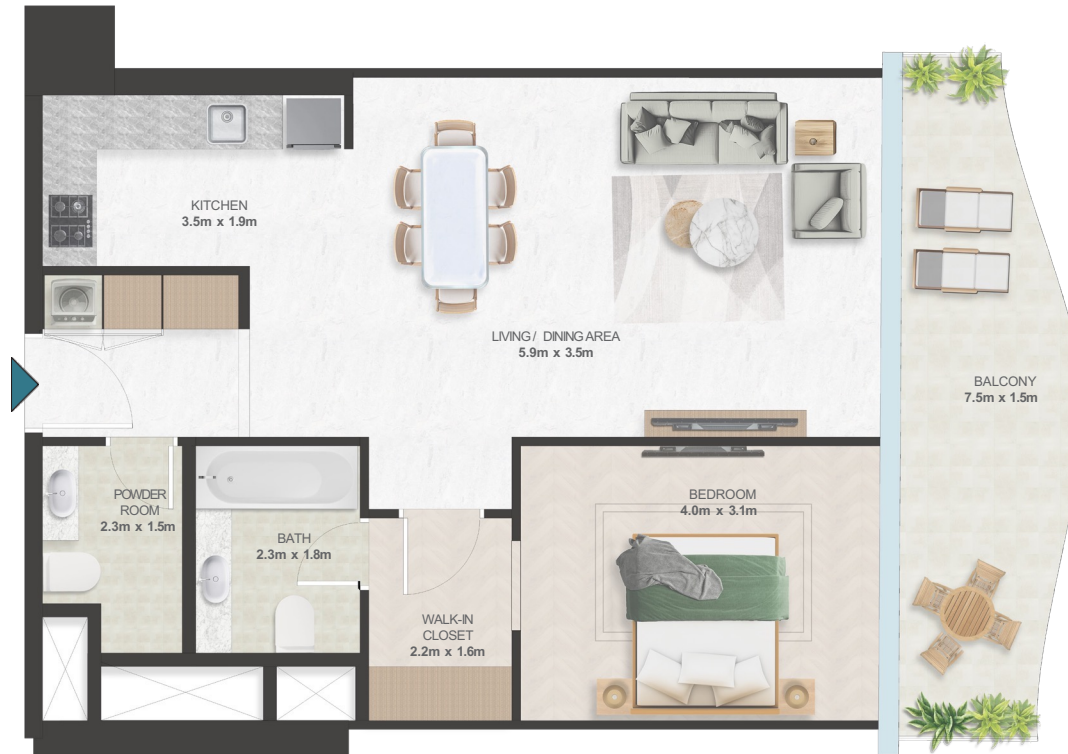 KITCHEN
3.5m x 1.9m
LIVING / DINING AREA
5.9m x 3.5m
BALCONY
7.5m x 1.5m
POWDER
ROOM
2.3m x 1.5m
BATH
2.3m x 1.8m
BEDROOM
4.0m x 3.1m
WALK-IN
CLOSET
2.2m x 1.6m